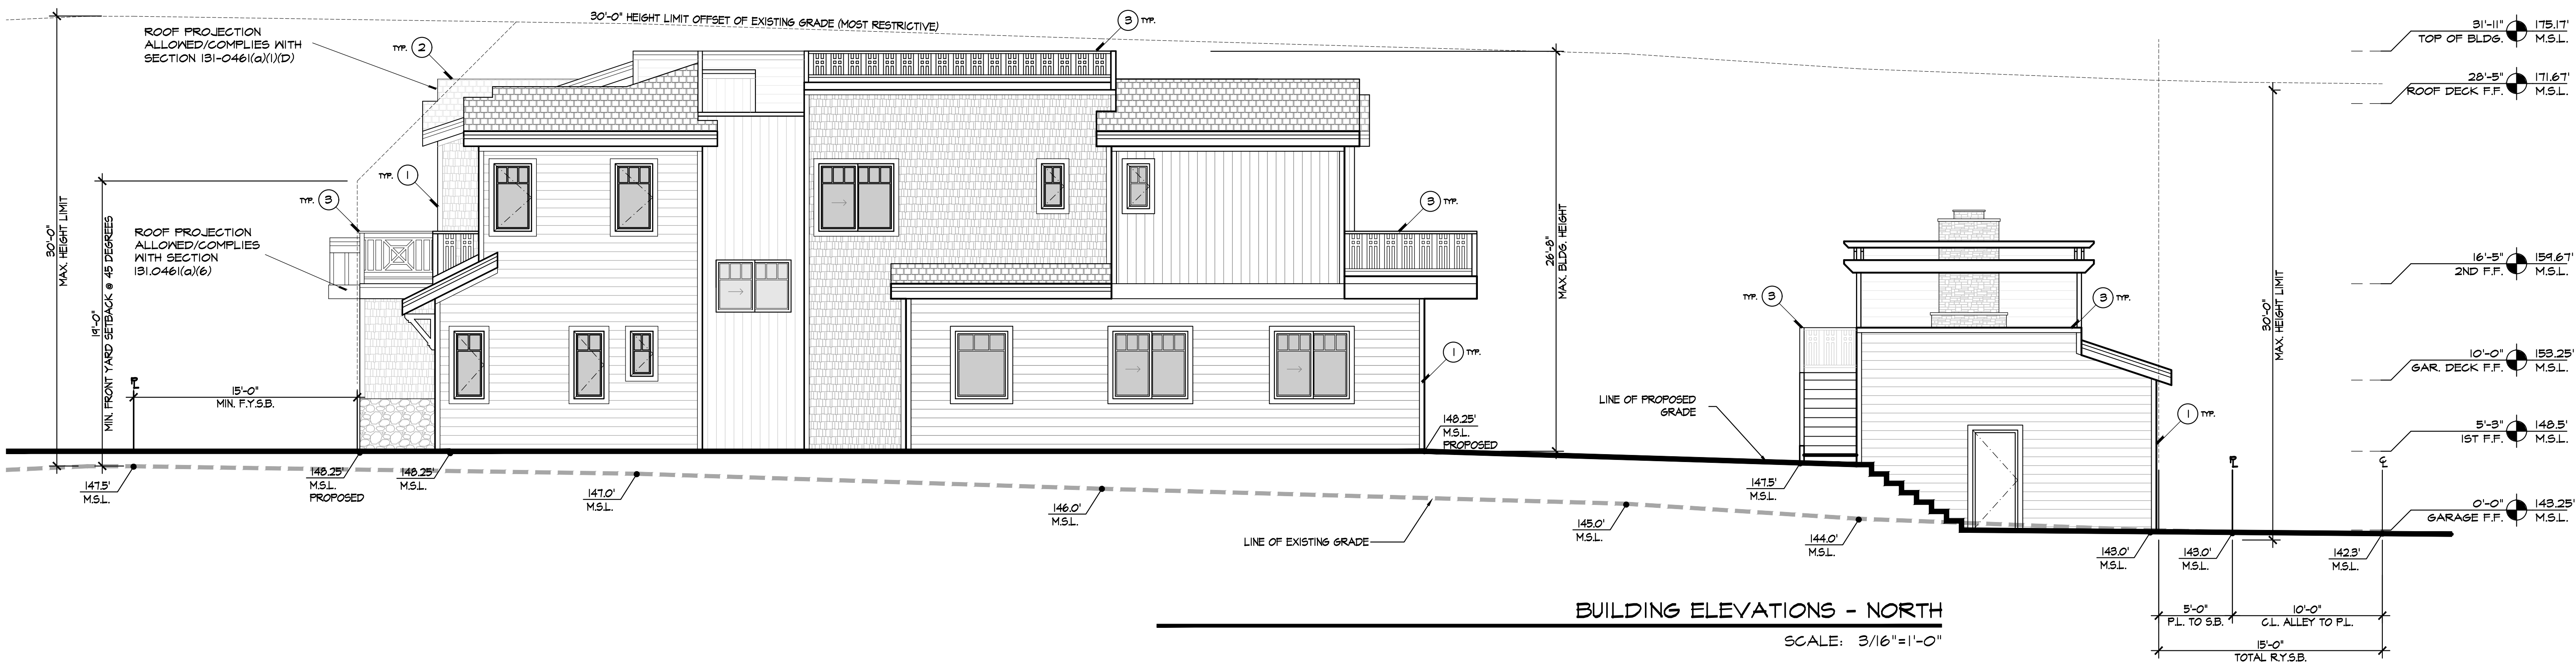 30'-0" HEIGHT LIMIT OFFSET OF EXISTING GRADE (MOST RESTRICTIVE)
ROOF PROJECTION
ALLOWED/COMPLIES WITH
SECTION 131-0461(a)(1)(D)
TYP. 2
3 TYP.
TYP. 1
TYP. 3
30'-0"
MAX. HEIGHT LIMIT
19'-0"
MIN. FRONT YARD SETBACK @ 45 DEGREES
ROOF PROJECTION
ALLOWED/COMPLIES
WITH SECTION
131.0461(a)(6)
PL
15'-0"
MIN. F.Y.S.B.
3 TYP.
1 TYP.
26'-8"
MAX. BLDG. HEIGHT
148.25'
M.S.L.
PROPOSED
LINE OF PROPOSED
GRADE
TYP. 3
3 TYP.
1 TYP.
30'-0"
MAX. HEIGHT LIMIT
147.5'
M.S.L.
148.25'
M.S.L.
PROPOSED
148.25'
M.S.L.
147.0'
M.S.L.
146.0'
M.S.L.
LINE OF EXISTING GRADE
145.0'
M.S.L.
147.5'
M.S.L.
144.0'
M.S.L.
143.0'
M.S.L.
143.0'
M.S.L.
142.3'
M.S.L.
PL
CL
31'-11" 175.17'
TOP OF BLDG. M.S.L.
28'-5" 171.67'
ROOF DECK F.F. M.S.L.
16'-5" 159.67'
2ND F.F. M.S.L.
10'-0" 153.25'
GAR. DECK F.F. M.S.L.
5'-3" 148.5'
1ST F.F. M.S.L.
0'-0" 143.25'
GARAGE F.F. M.S.L.
5'-0"
P.L. TO S.B.
10'-0"
C.L. ALLEY TO P.L.
15'-0"
TOTAL R.Y.S.B.
BUILDING ELEVATIONS - NORTH
SCALE: 3/16"=1'-0"